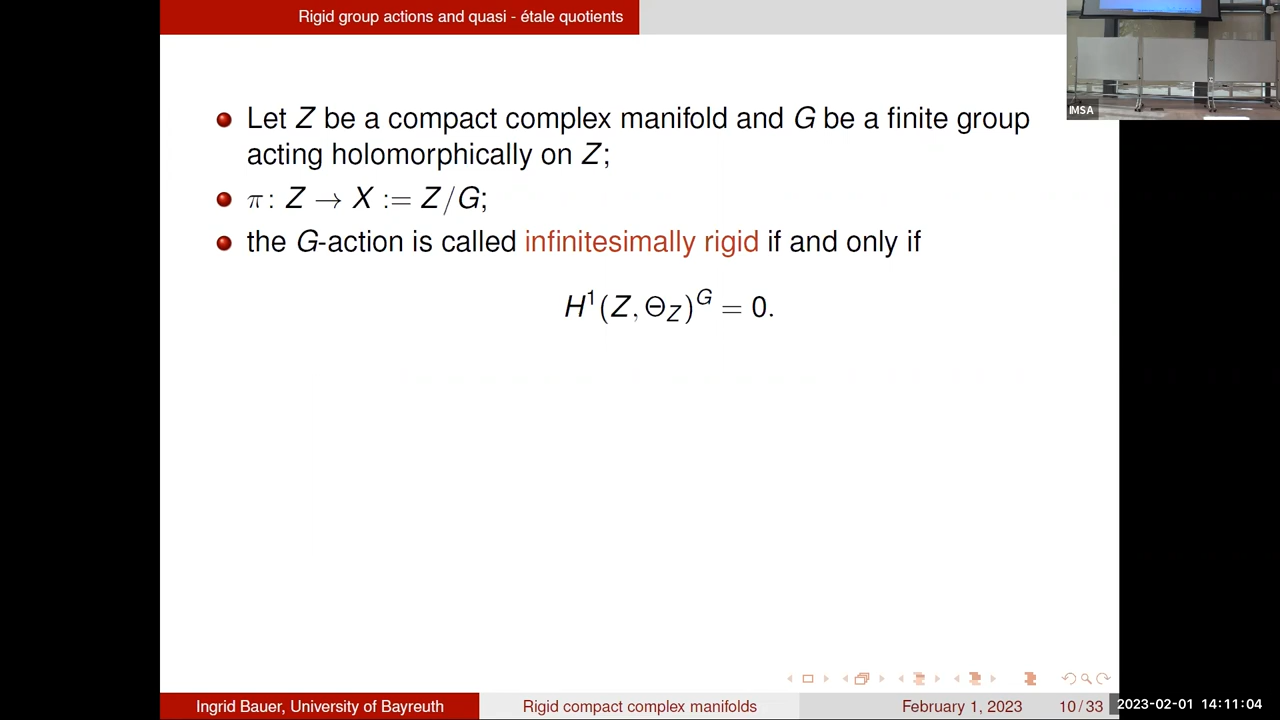 Rigid group actions and quasi - étale quotients
Let Z be a compact complex manifold and G be a finite group
acting holomorphically on Z;
π: Z → X := Z/G;
the G-action is called infinitesimally rigid if and only if
H¹(Z, Θ_Z)^G = 0.
IMSA
Ingrid Bauer, University of Bayreuth
Rigid compact complex manifolds
February 1, 2023
10/33
2023-02-01 14:11:04